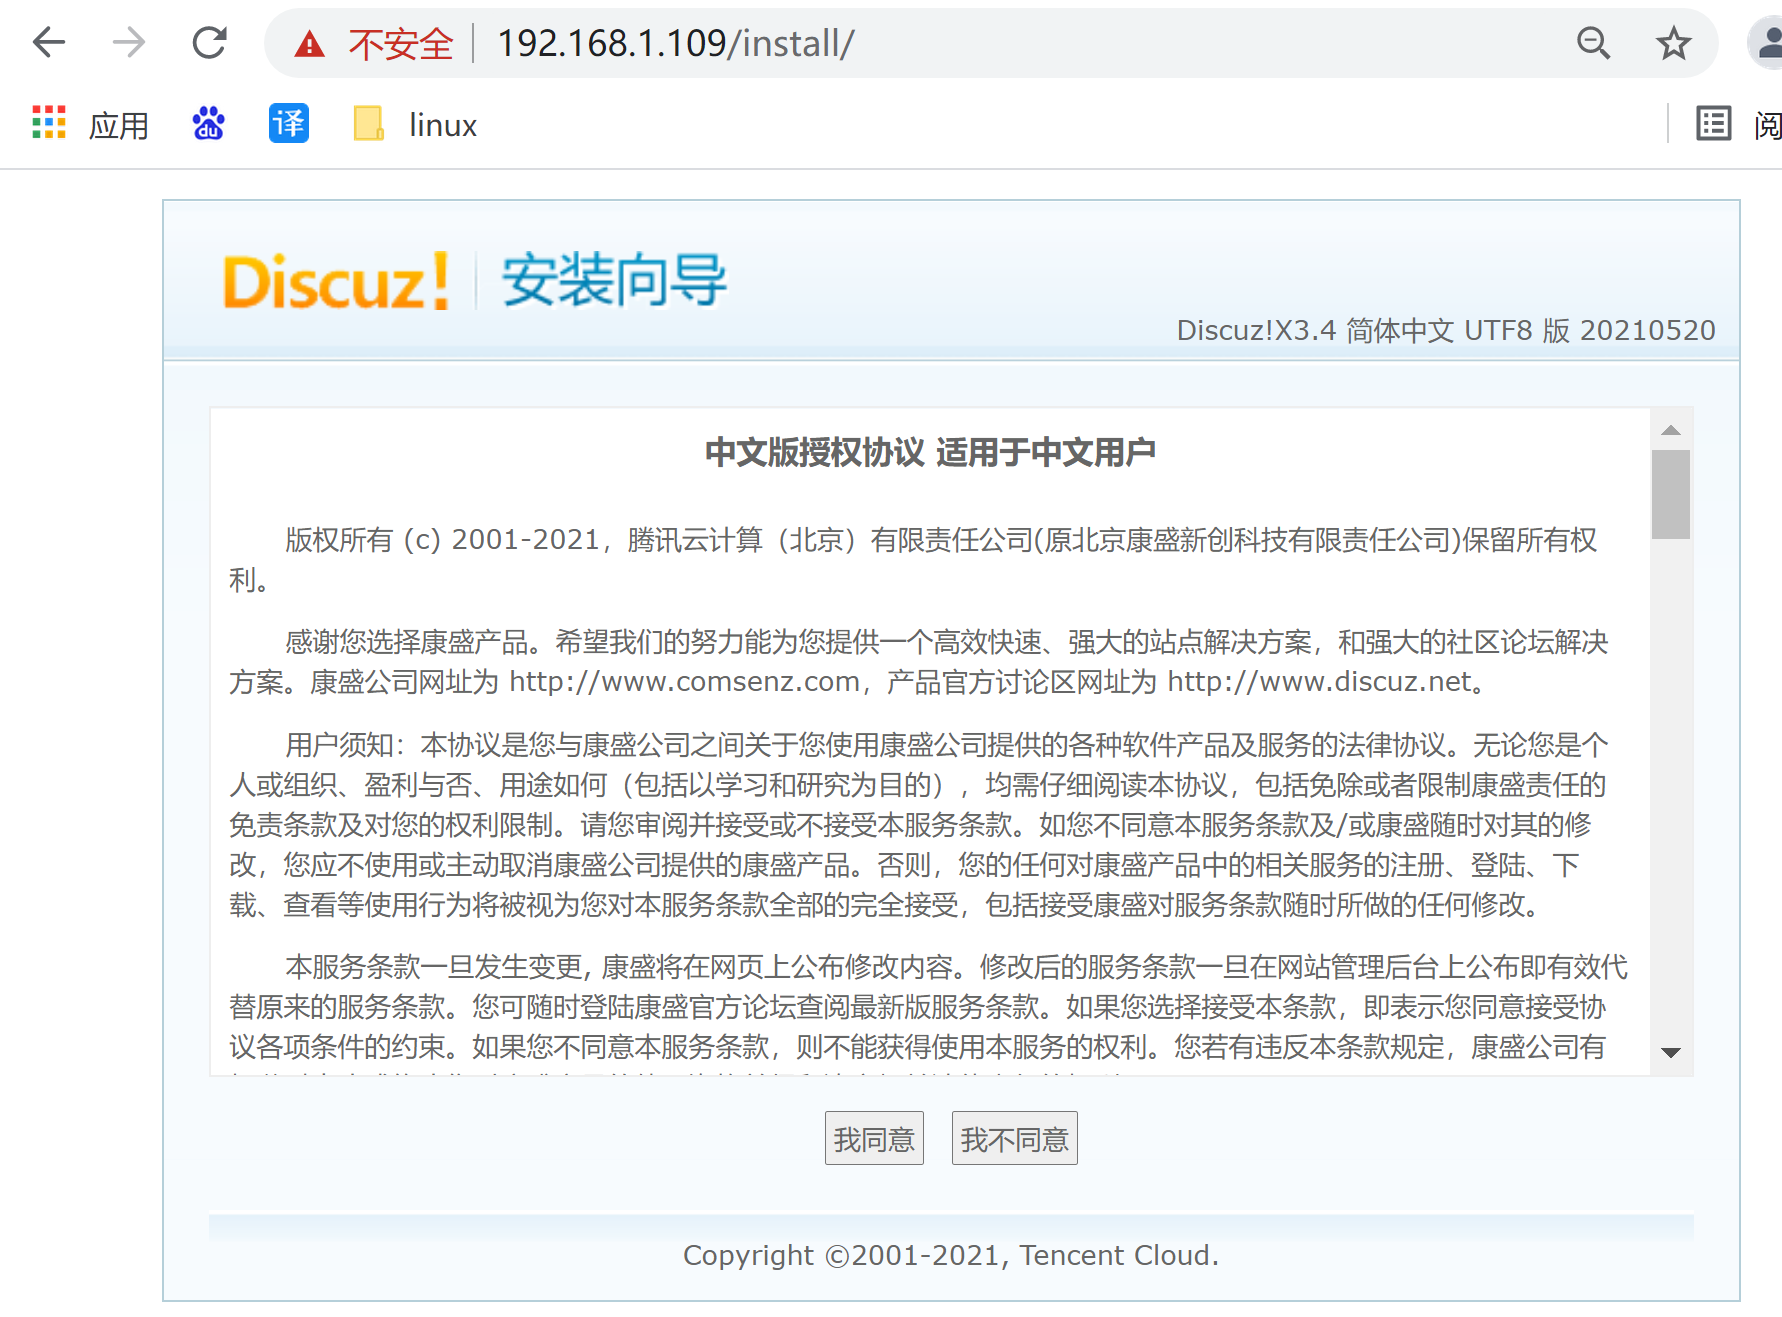 不安全 192.168.1.109/install/
应用 du 译 linux 阅
Discuz! 安装向导
Discuz!X3.4 简体中文 UTF8 版 20210520
中文版授权协议 适用于中文用户
版权所有 (c) 2001-2021，腾讯云计算（北京）有限责任公司(原北京康盛新创科技有限责任公司)保留所有权
利。
感谢您选择康盛产品。希望我们的努力能为您提供一个高效快速、强大的站点解决方案，和强大的社区论坛解决
方案。康盛公司网址为 http://www.comsenz.com，产品官方讨论区网址为 http://www.discuz.net。
用户须知：本协议是您与康盛公司之间关于您使用康盛公司提供的各种软件产品及服务的法律协议。无论您是个
人或组织、盈利与否、用途如何（包括以学习和研究为目的），均需仔细阅读本协议，包括免除或者限制康盛责任的
免责条款及对您的权利限制。请您审阅并接受或不接受本服务条款。如您不同意本服务条款及/或康盛随时对其的修
改，您应不使用或主动取消康盛公司提供的康盛产品。否则，您的任何对康盛产品中的相关服务的注册、登陆、下
载、查看等使用行为将被视为您对本服务条款全部的完全接受，包括接受康盛对服务条款随时所做的任何修改。
本服务条款一旦发生变更, 康盛将在网页上公布修改内容。修改后的服务条款一旦在网站管理后台上公布即有效代
替原来的服务条款。您可随时登陆康盛官方论坛查阅最新版服务条款。如果您选择接受本条款，即表示您同意接受协
议各项条件的约束。如果您不同意本服务条款，则不能获得使用本服务的权利。您若有违反本条款规定，康盛公司有
我同意 我不同意
Copyright ©2001-2021, Tencent Cloud.